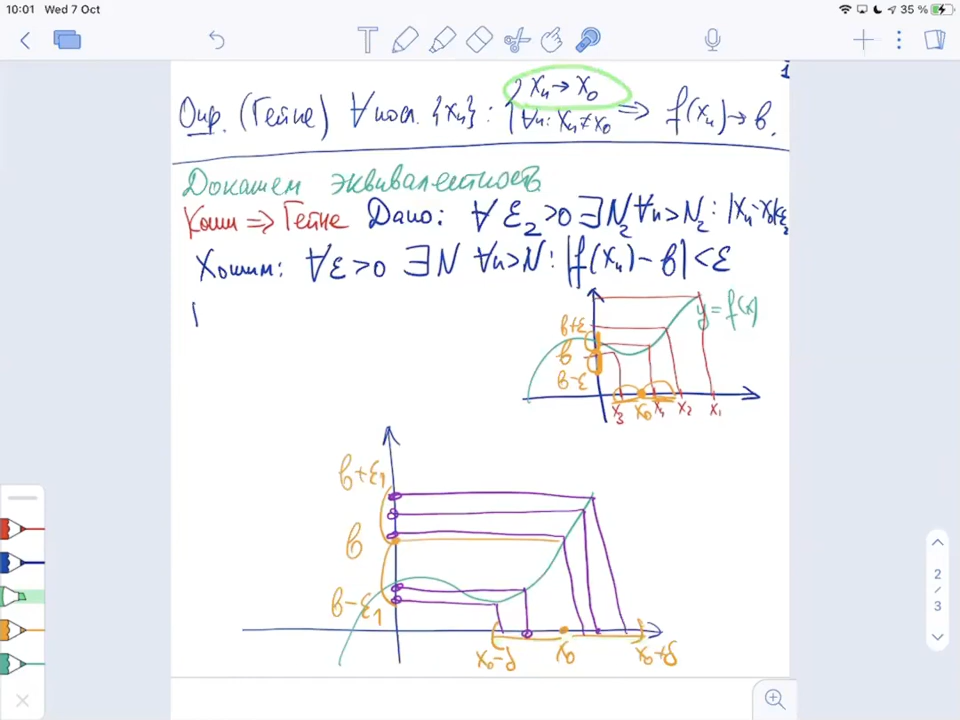 10:01 Wed 7 Oct
35 %
1
Опр. (Гейне) ∀ посл. {xₙ} : { xₙ → x₀
∀n: xₙ ≠ x₀ ⇒ f(xₙ) → b.
Докажем эквивалентность
Коши ⇒ Гейне Дано: ∀ ε₂>0 ∃N₂ ∀n>N₂: |xₙ-x₀|<ε₂
Хотим: ∀ε>0 ∃N ∀n>N: |f(xₙ) - b| < ε
y = f(x)
b+ε
b
b-ε
x₃ x₀ x₄ x₂ x₁
b+ε₁
b
b-ε₁
x₀-δ x₀ x₀+δ
2
/
3